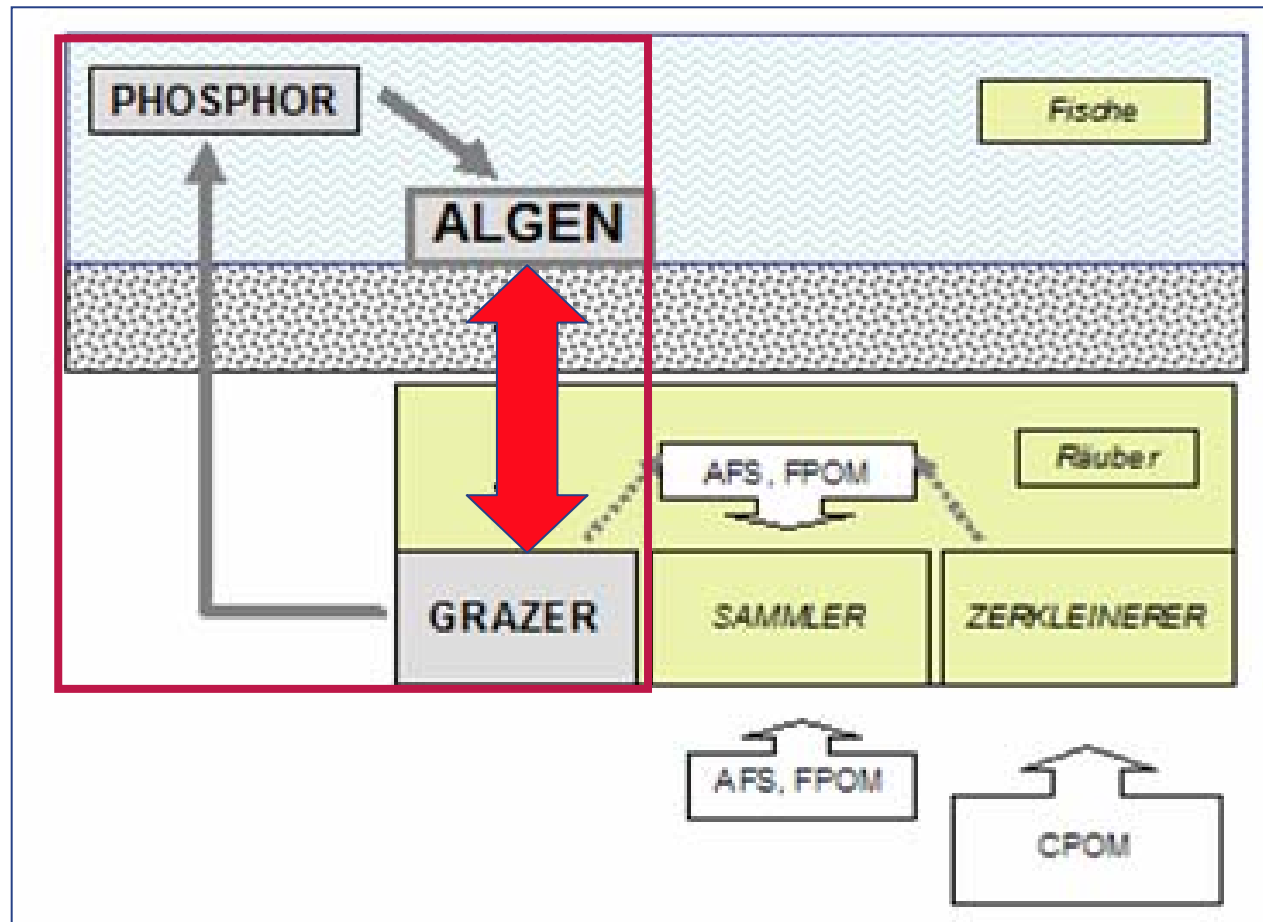 PHOSPHOR
Fische
ALGEN
AFS, FPOM
Räuber
GRAZER
SAMMLER
ZERKLEINERER
AFS, FPOM
CPOM